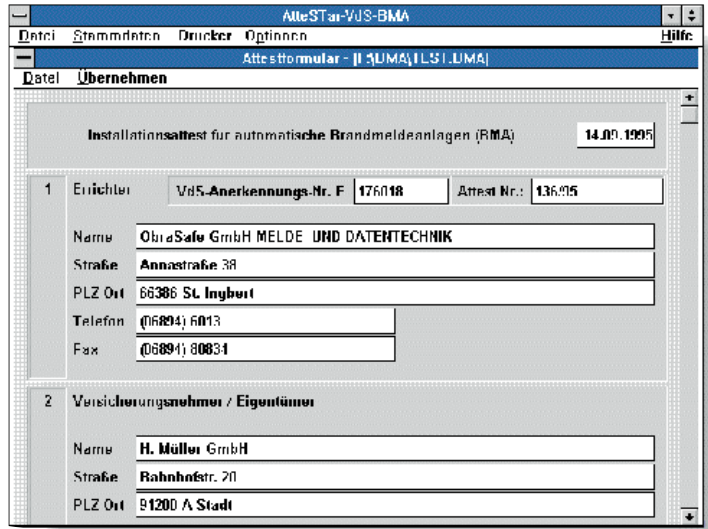 AtteSTar-VdS-BMA
Datei Stammdaten Drucker Optionen Hilfe
Attestformular - [F:\BMA\TEST.BMA]
Datei Übernehmen
Installationsattest für automatische Brandmeldeanlagen (BMA) 14.09.1995
1 Errichter VdS-Anerkennungs-Nr. E 176018 Attest Nr.: 136/95
Name ObraSafe GmbH MELDE- UND DATENTECHNIK
Straße Annastraße 38
PLZ Ort 66386 St. Ingbert
Telefon (06894) 6013
Fax (06894) 80834
2 Versicherungsnehmer / Eigentümer
Name H. Müller GmbH
Straße Bahnhofstr. 20
PLZ Ort 91200 A-Stadt